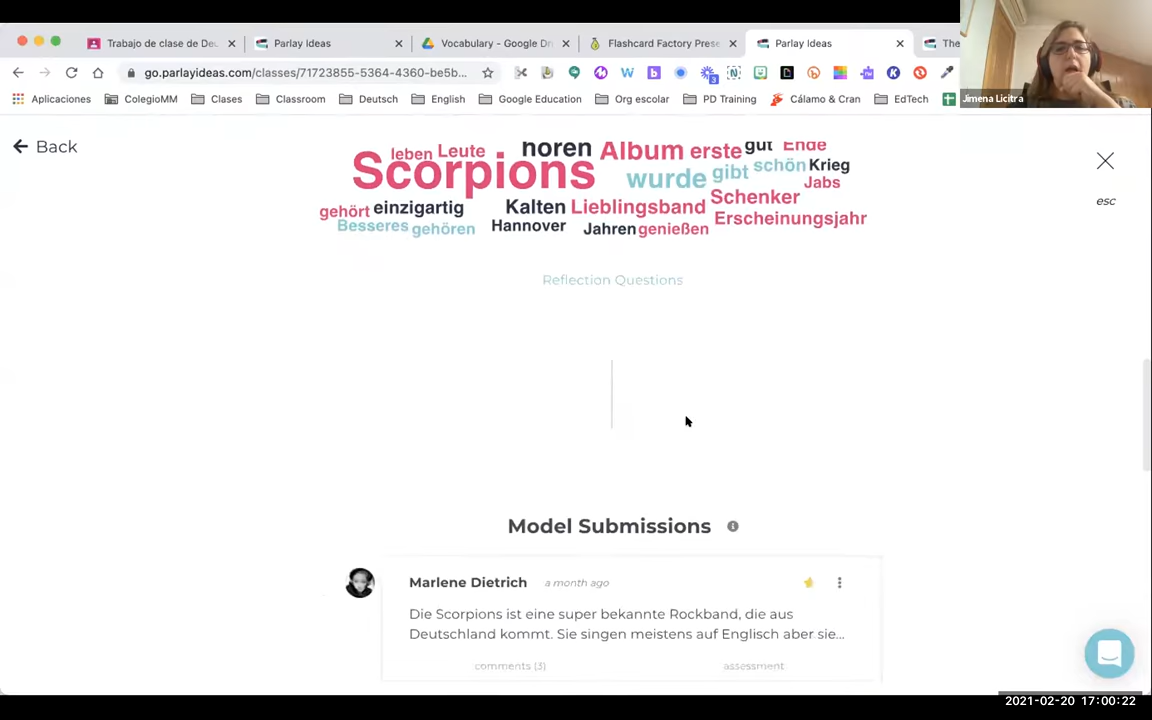 Trabajo de clase de Deu
Parlay Ideas
Vocabulary - Google Dri
Flashcard Factory Prese
Parlay Ideas
The
go.parlayideas.com/classes/71723855-5364-4360-be5b...
3
Aplicaciones
ColegioMM
Clases
Classroom
Deutsch
English
Google Education
Org escolar
PD Training
Cálamo & Cran
EdTech
Jimena Licitra
Back
esc
leben Leute horen Album erste gut Ende
Scorpions wurde gibt schön Krieg
Jabs
gehört einzigartig Kalten Lieblingsband Schenker
Besseres gehören Hannover Jahren genießen Erscheinungsjahr
Reflection Questions
Model Submissions
Marlene Dietrich a month ago
Die Scorpions ist eine super bekannte Rockband, die aus
Deutschland kommt. Sie singen meistens auf Englisch aber sie...
comments (3) assessment
2021-02-20 17:00:22